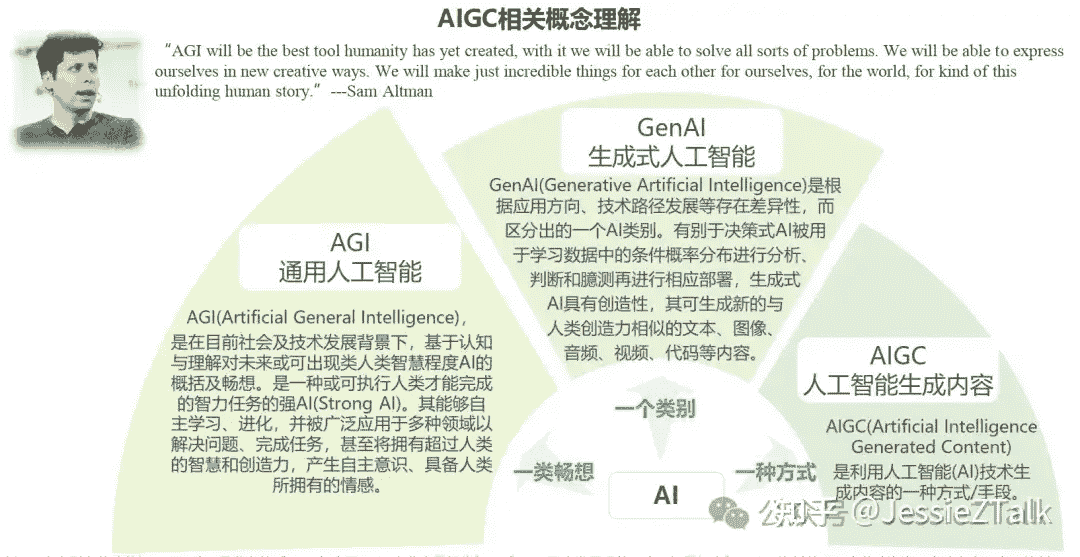 AIGC相关概念理解
“AGI will be the best tool humanity has yet created, with it we will be able to solve all sorts of problems. We will be able to express
ourselves in new creative ways. We will make just incredible things for each other for ourselves, for the world, for kind of this
unfolding human story.” ---Sam Altman
AGI
通用人工智能
AGI(Artificial General Intelligence)，
是在目前社会及技术发展背景下，基于认知
与理解对未来或可出现类人类智慧程度AI的
概括及畅想。是一种或可执行人类才能完成
的智力任务的强AI(Strong AI)。其能够自
主学习、进化，并被广泛应用于多种领域以
解决问题、完成任务，甚至将拥有超过人类
的智慧和创造力，产生自主意识、具备人类
所拥有的情感。
GenAI
生成式人工智能
GenAI(Generative Artificial Intelligence)是根
据应用方向、技术路径发展等存在差异性，而
区分出的一个AI类别。有别于决策式AI被用
于学习数据中的条件概率分布进行分析、
判断和臆测再进行相应部署，生成式
AI具有创造性，其可生成新的与
人类创造力相似的文本、图像、
音频、视频、代码等内容。
AIGC
人工智能生成内容
AIGC(Artificial Intelligence
Generated Content)
是利用人工智能(AI)技术生
成内容的一种方式/手段。
一个类别
一类畅想
一种方式
AI
知乎 @JessieZTalk